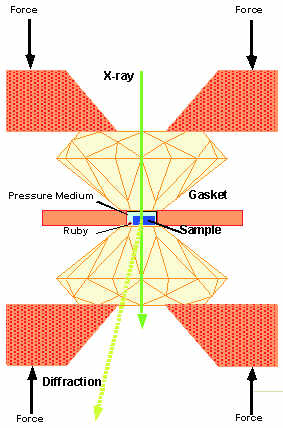 Force
Force
X-ray
Gasket
Pressure Medium
Ruby
Sample
Diffraction
Force
Force